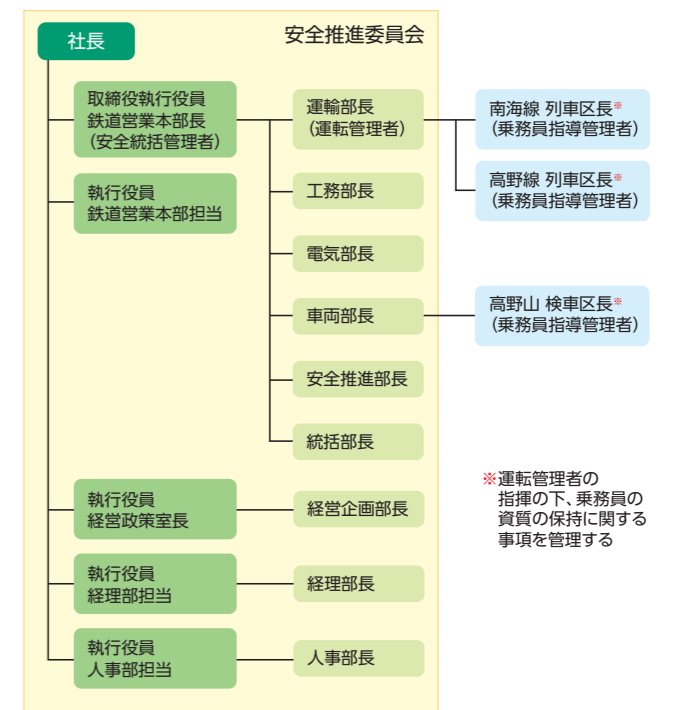 安全推進委員会
社長
取締役執行役員
鉄道営業本部長
（安全統括管理者）
運輸部長
（運転管理者）
南海線 列車区長※
（乗務員指導管理者）
高野線 列車区長※
（乗務員指導管理者）
執行役員
鉄道営業本部担当
工務部長
電気部長
車両部長
高野山 検車区長※
（乗務員指導管理者）
安全推進部長
統括部長
※運転管理者の
指揮の下、乗務員の
資質の保持に関する
事項を管理する
執行役員
経営政策室長
経営企画部長
執行役員
経理部担当
経理部長
執行役員
人事部担当
人事部長